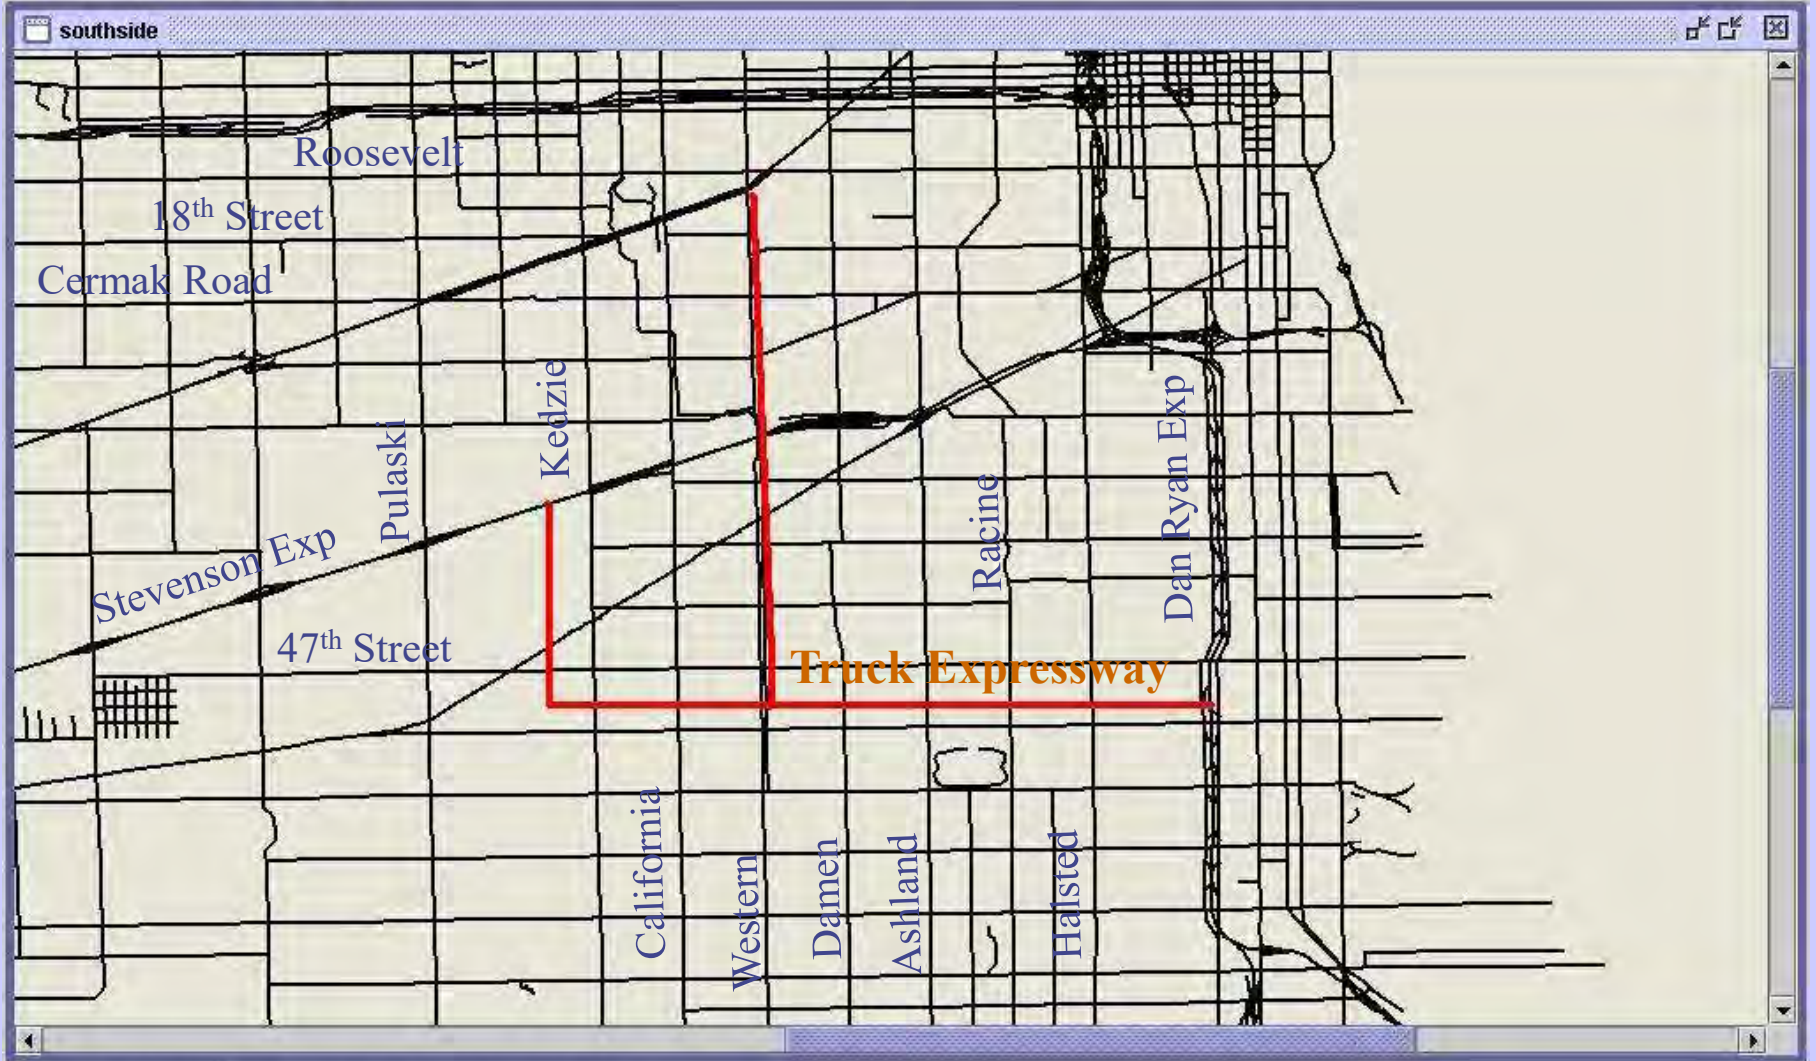 southside
Roosevelt
18th Street
Cermak Road
Kedzie
Pulaski
Dan Ryan Exp
Racine
Stevenson Exp
47th Street
Truck Expressway
California
Western
Damen
Ashland
Halsted